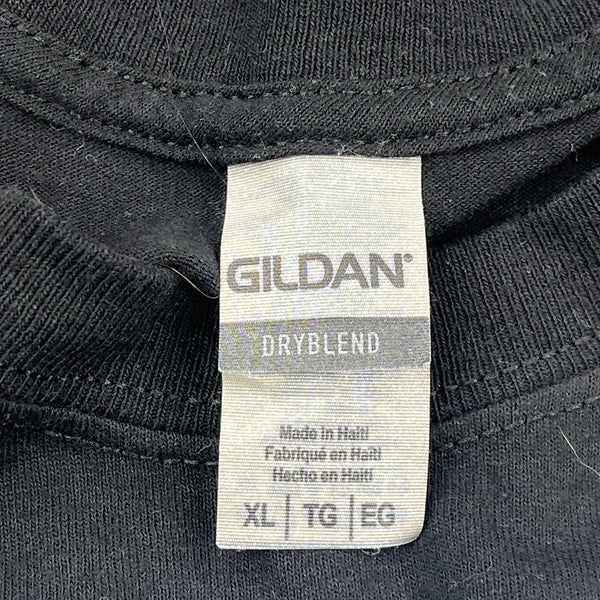 GILDAN®
DRYBLEND
Made in Haiti
Fabriqué en Haïti
Hecho en Haití
XL | TG | EG